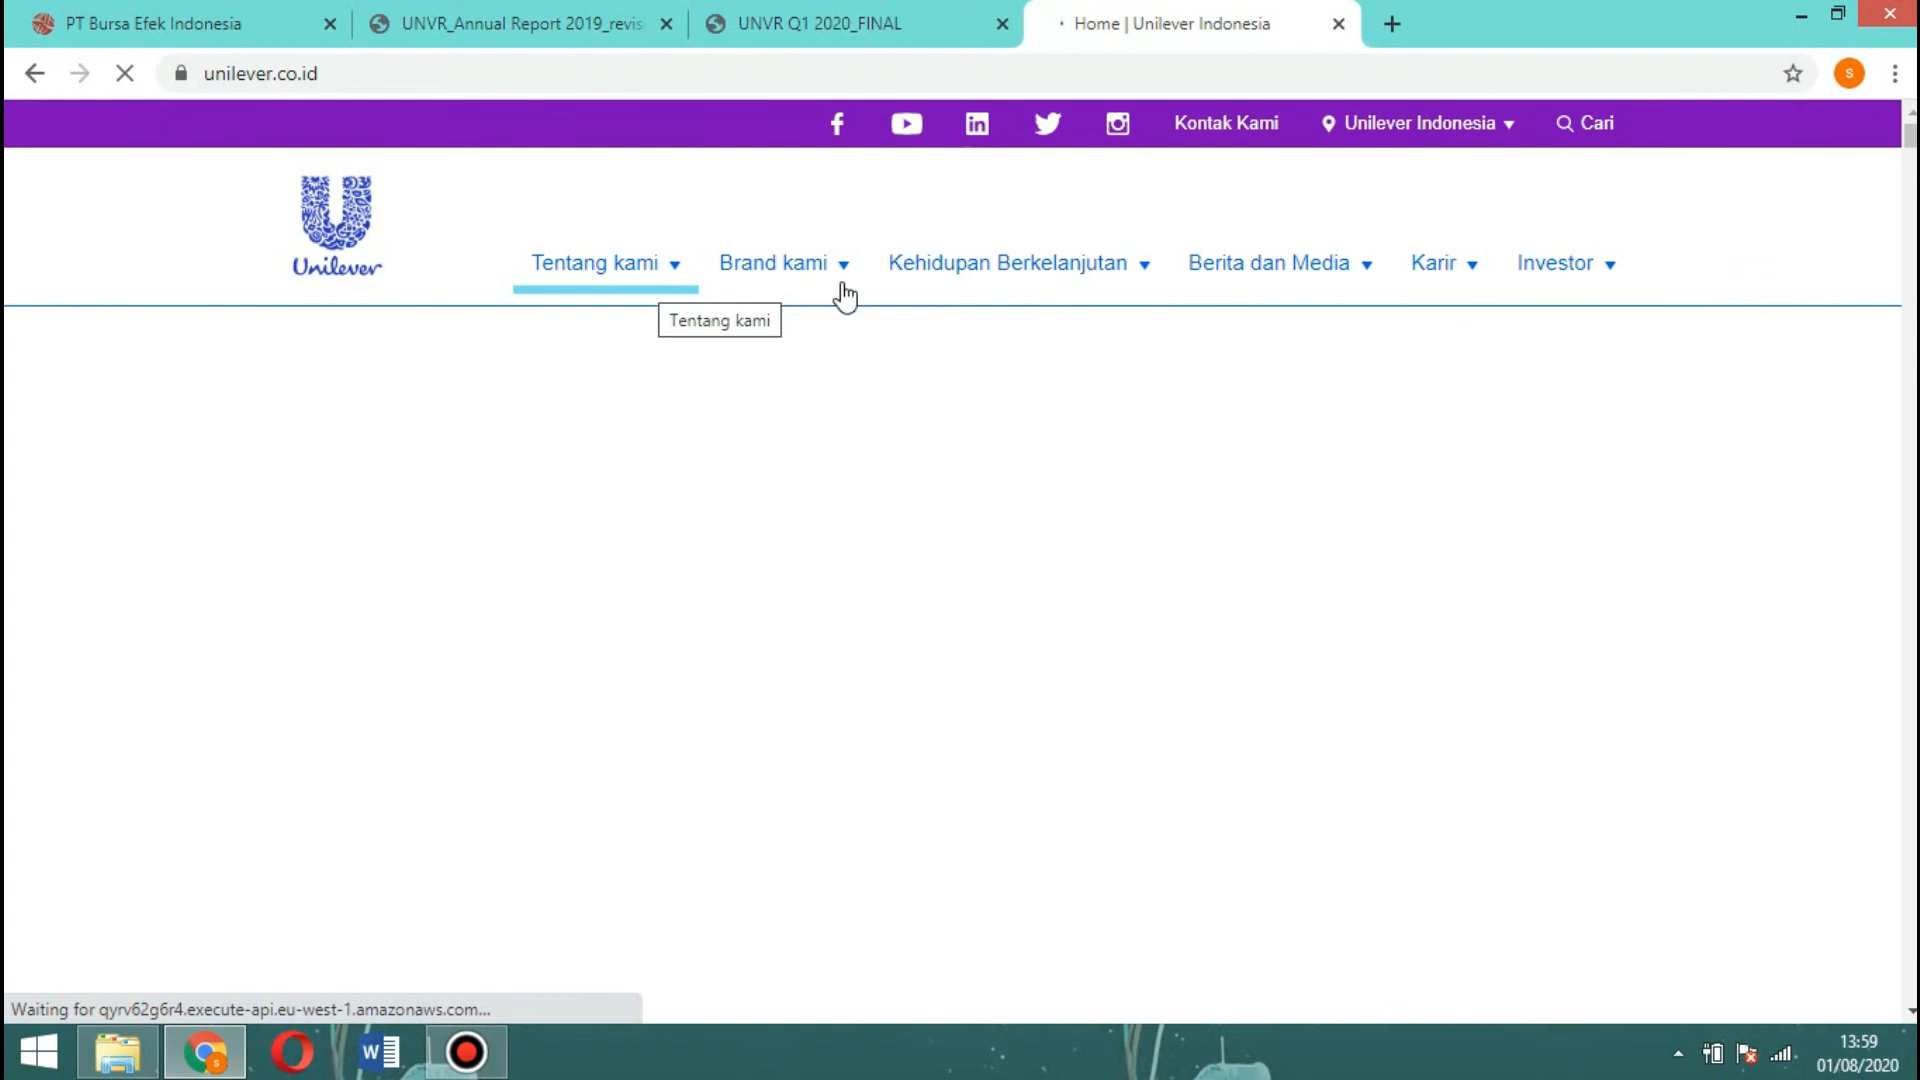 PT Bursa Efek Indonesia
UNVR_Annual Report 2019_revis
UNVR Q1 2020_FINAL
Home | Unilever Indonesia
unilever.co.id
S
Kontak Kami
Unilever Indonesia
Cari
Unilever
Tentang kami
Brand kami
Kehidupan Berkelanjutan
Berita dan Media
Karir
Investor
Tentang kami
Waiting for qyrv62g6r4.execute-api.eu-west-1.amazonaws.com...
13:59
01/08/2020